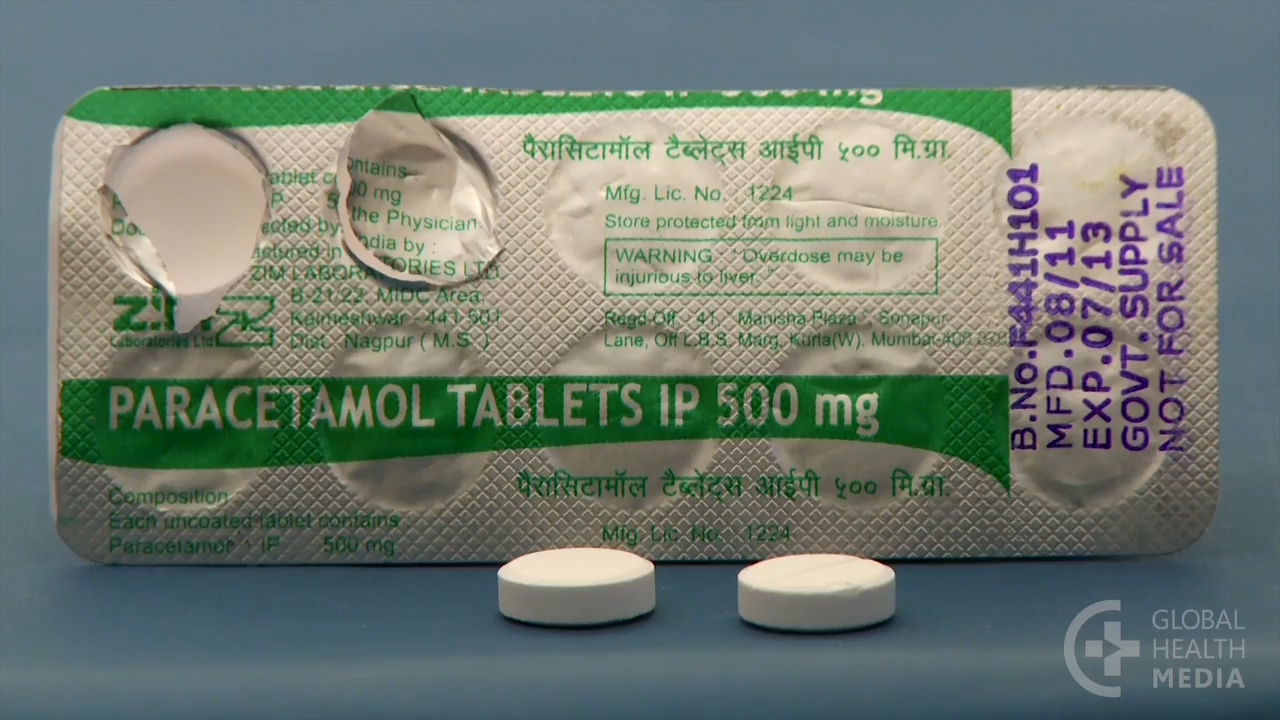 पैरासिटामॉल टैब्लेट्स आईपी ५०० मि.ग्रा.
Mfg. Lic. No. 1224
Store protected from light and moisture.
WARNING : " Overdose may be
injurious to liver. "
Regd.Off : 41, " Manisha Plaza ", Sonapur
Lane, Off L.B.S. Marg, Kurla(W), Mumbai-
ontains
00 mg
the Physician
India by :
ZIM LABORATORIES LTD.
B-21/22, MIDC Area,
Kalmeshwar - 441 501
Dist. Nagpur ( M.S. )
ZIM
Laboratories Ltd
PARACETAMOL TABLETS IP 500 mg
पैरासिटामॉल टैब्लेट्स आईपी ५०० मि.ग्रा.
Mfg. Lic. No. 1224
Composition :
Each uncoated tablet contains :
Paracetamol IP 500 mg
B.No.F441H101
MFD.08/11
EXP.07/13
GOVT. SUPPLY
NOT FOR SALE
GLOBAL
HEALTH
MEDIA